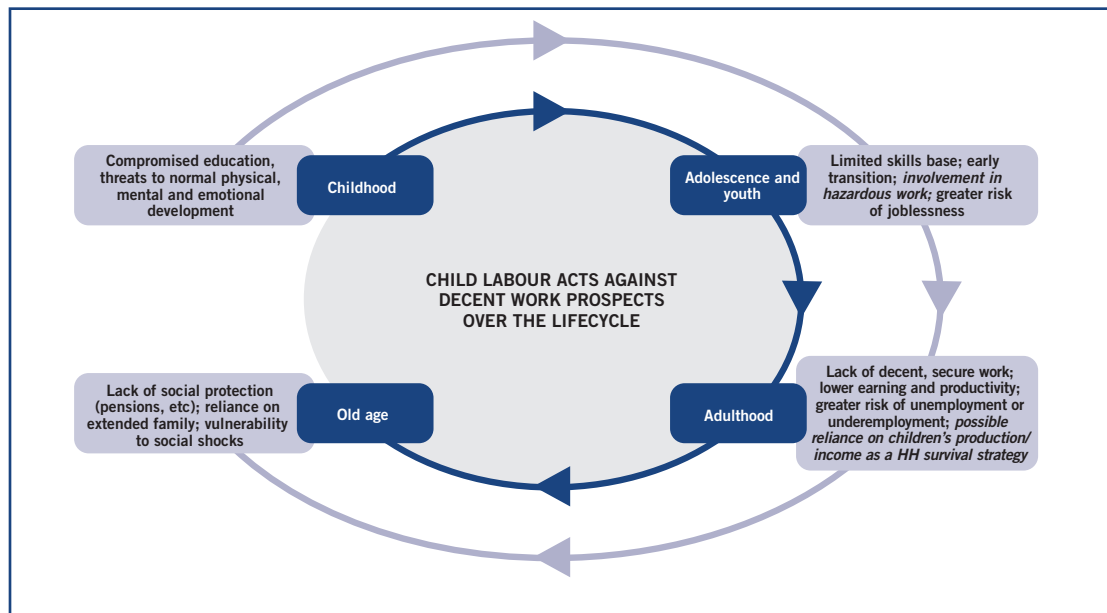 Compromised education,
threats to normal physical,
mental and emotional
development
Childhood
Adolescence and
youth
Limited skills base; early
transition; involvement in
hazardous work; greater risk
of joblessness
CHILD LABOUR ACTS AGAINST
DECENT WORK PROSPECTS
OVER THE LIFECYCLE
Lack of social protection
(pensions, etc); reliance on
extended family; vulnerability
to social shocks
Old age
Adulthood
Lack of decent, secure work;
lower earning and productivity;
greater risk of unemployment or
underemployment; possible
reliance on children’s production/
income as a HH survival strategy